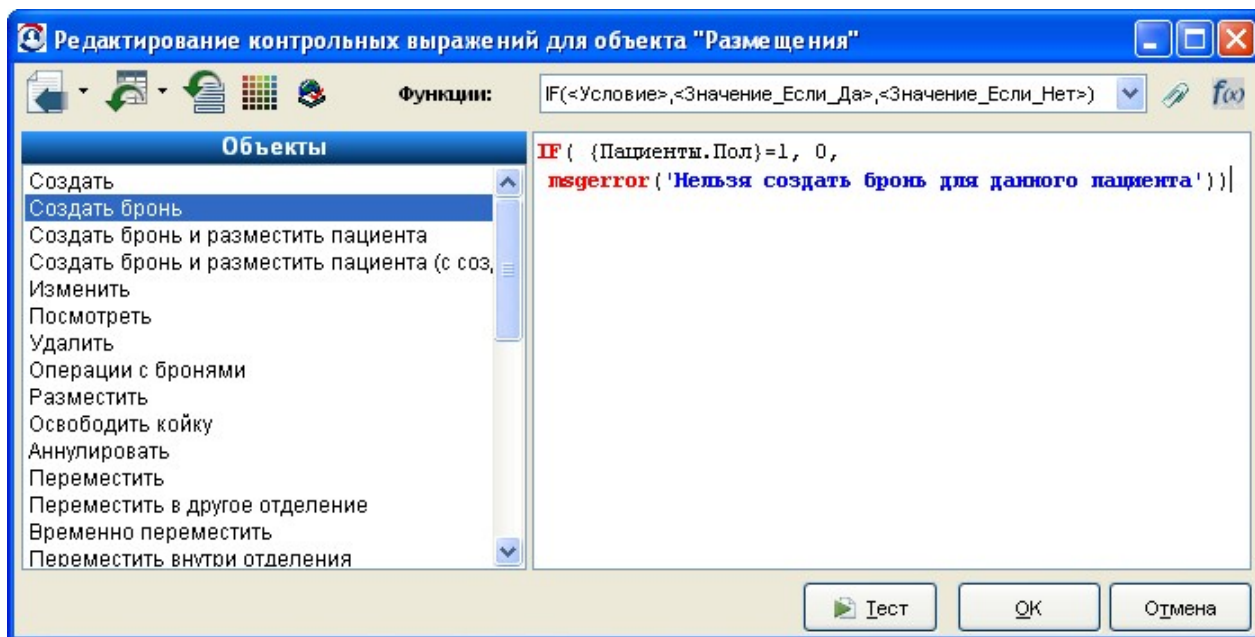 Редактирование контрольных выражений для объекта "Размещения"
Функции:
IF(<Условие>,<Значение_Если_Да>,<Значение_Если_Нет>)
f(x)
Объекты
Создать
Создать бронь
Создать бронь и разместить пациента
Создать бронь и разместить пациента (с соз,
Изменить
Посмотреть
Удалить
Операции с бронями
Разместить
Освободить койку
Аннулировать
Переместить
Переместить в другое отделение
Временно переместить
Переместить внутри отделения
IF( {Пациенты.Пол}=1, 0,
msgerror('Нельзя создать бронь для данного пациента'))
Тест
OK
Отмена